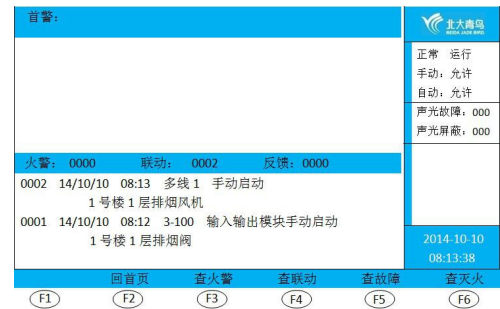 首警：
北大青鸟
BEIDA JADE BIRD
正常 运行
手动：允许
自动：允许
声光故障：000
声光屏蔽：000
火警： 0000 联动： 0002 反馈：0000
0002 14/10/10 08:13 多线 1 手动启动
1 号楼 1 层排烟风机
0001 14/10/10 08:12 3-100 输入输出模块手动启动
1 号楼 1 层排烟阀
2014-10-10
08:13:38
回首页 查火警 查联动 查故障 查灭火
F1 F2 F3 F4 F5 F6